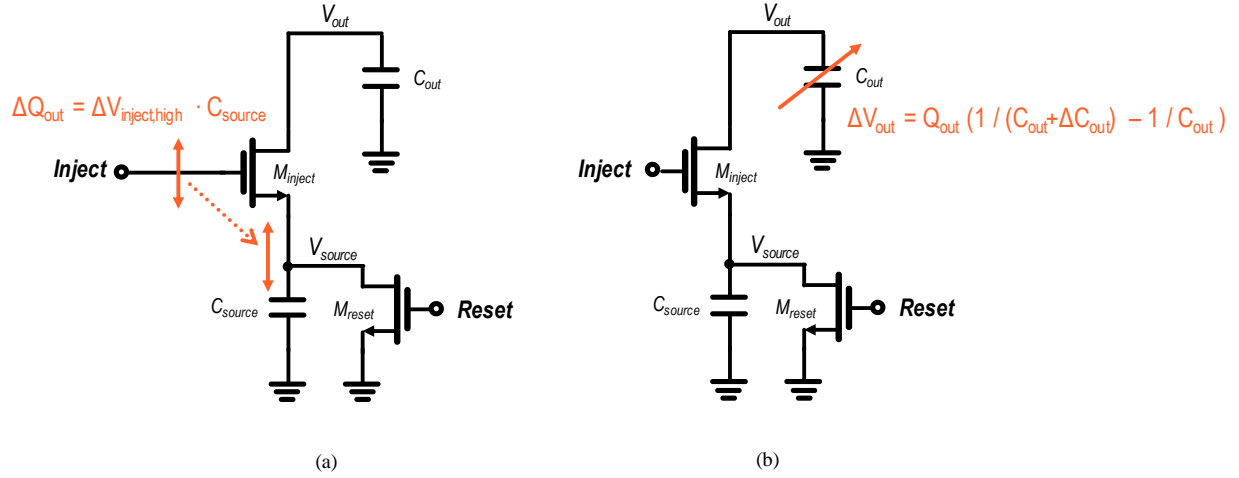 V_out
C_out
ΔQ_out = ΔV_inject,high · C_source
Inject
M_inject
V_source
C_source
M_reset
Reset
(a)
V_out
C_out
ΔV_out = Q_out (1 / (C_out+ΔC_out) – 1 / C_out )
Inject
M_inject
V_source
C_source
M_reset
Reset
(b)